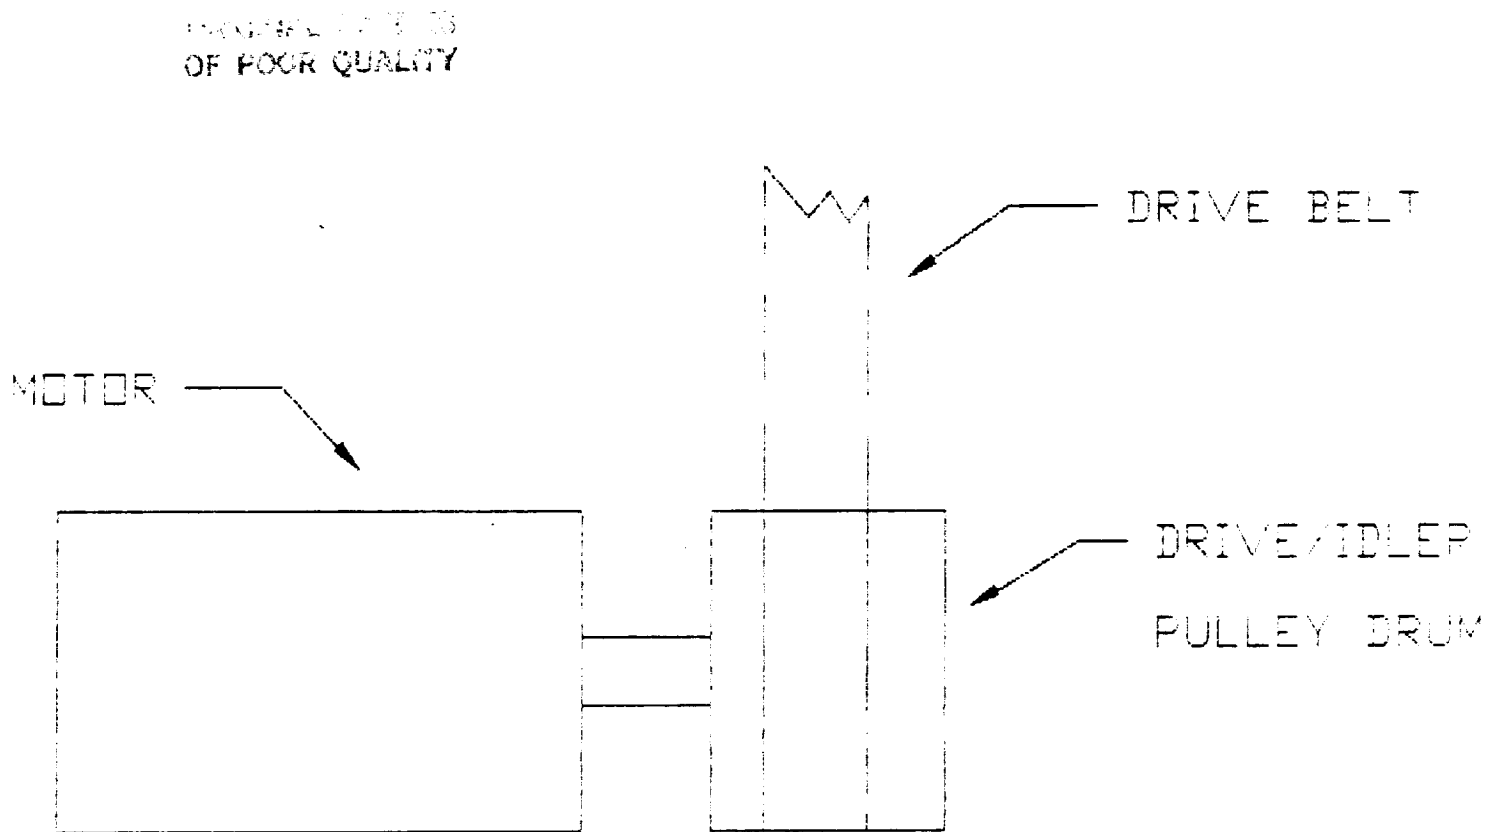 OF POOR QUALITY
DRIVE BELT
MOTOR
DRIVE/IDLER
PULLEY DRUM